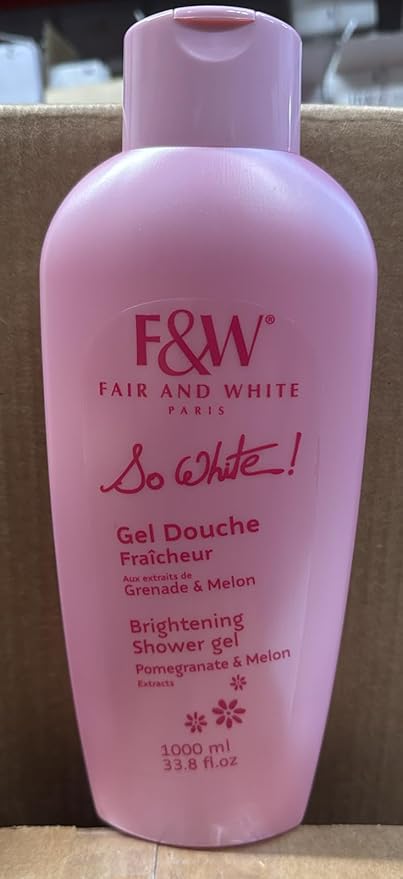 F&W®
FAIR AND WHITE
PARIS
So White!
Gel Douche
Fraîcheur
Aux extraits de
Grenade & Melon
Brightening
Shower gel
Pomegranate & Melon
Extracts
1000 ml
33.8 fl.oz